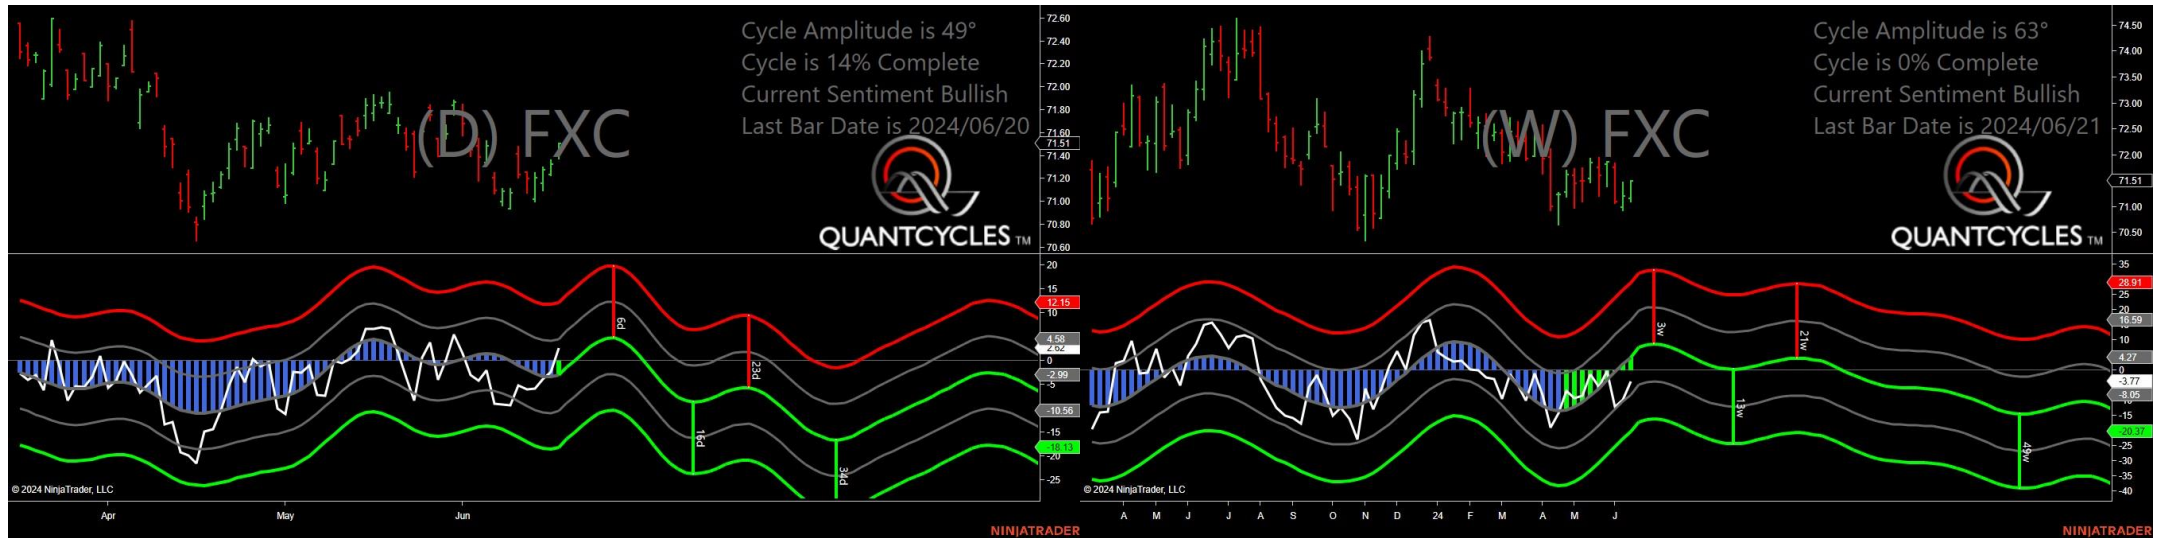 Cycle Amplitude is 49°
Cycle is 14% Complete
Current Sentiment Bullish
Last Bar Date is 2024/06/20
(D) FXC
QUANTCYCLES TM
72.60
72.40
72.20
72.00
71.80
71.60
71.51
71.40
71.20
71.00
70.80
70.60
20
15
12.15
10
4.58
2.62
0
-2.99
-5
-10.56
-15
-18.13
-20
-25
6d
16d
23d
34d
© 2024 NinjaTrader, LLC
Apr May Jun
NINJATRADER
Cycle Amplitude is 63°
Cycle is 0% Complete
Current Sentiment Bullish
Last Bar Date is 2024/06/21
(W) FXC
QUANTCYCLES TM
74.50
74.00
73.50
73.00
72.50
72.00
71.51
71.00
70.50
35
28.91
25
16.59
10
4.27
0
-3.77
-8.05
-15
-20.37
-25
-30
-35
-40
3w
13w
21w
49w
© 2024 NinjaTrader, LLC
A M J J A S O N D 24 F M A M J
NINJATRADER